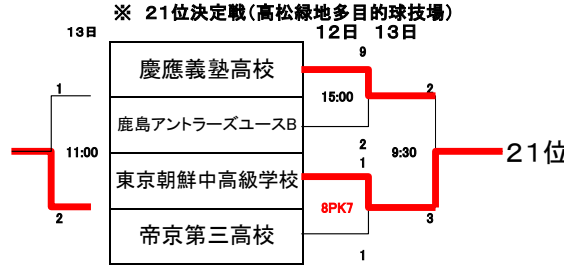 ※ 21位決定戦(高松緑地多目的球技場)
13日
12日 13日
9
慶應義塾高校
1
2
15:00
鹿島アントラーズユースB
2
11:00
9:30
21位
1
東京朝鮮中高級学校
8PK7
2
3
帝京第三高校
1